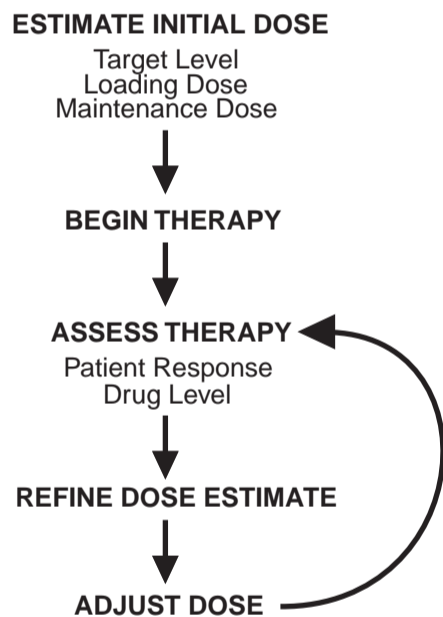 ESTIMATE INITIAL DOSE
Target Level
Loading Dose
Maintenance Dose
BEGIN THERAPY
ASSESS THERAPY
Patient Response
Drug Level
REFINE DOSE ESTIMATE
ADJUST DOSE